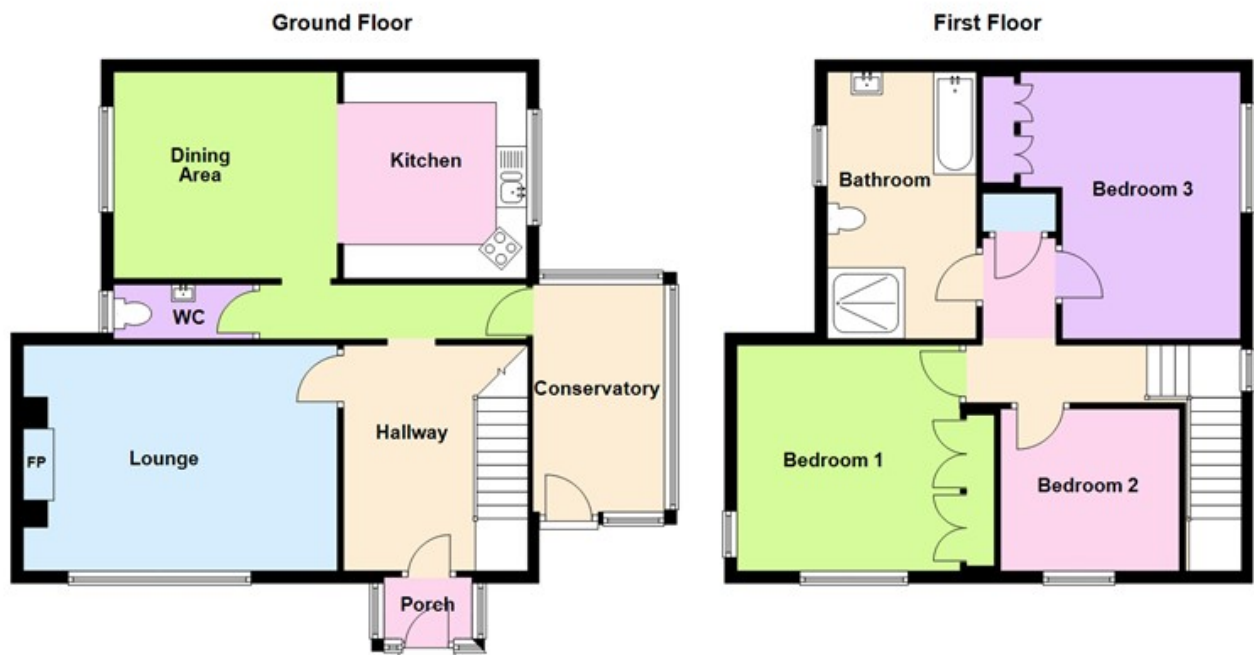 Ground Floor
First Floor
Dining
Area
Kitchen
WC
Conservatory
Hallway
Lounge
FP
N
Porch
Bathroom
Bedroom 3
Bedroom 1
Bedroom 2